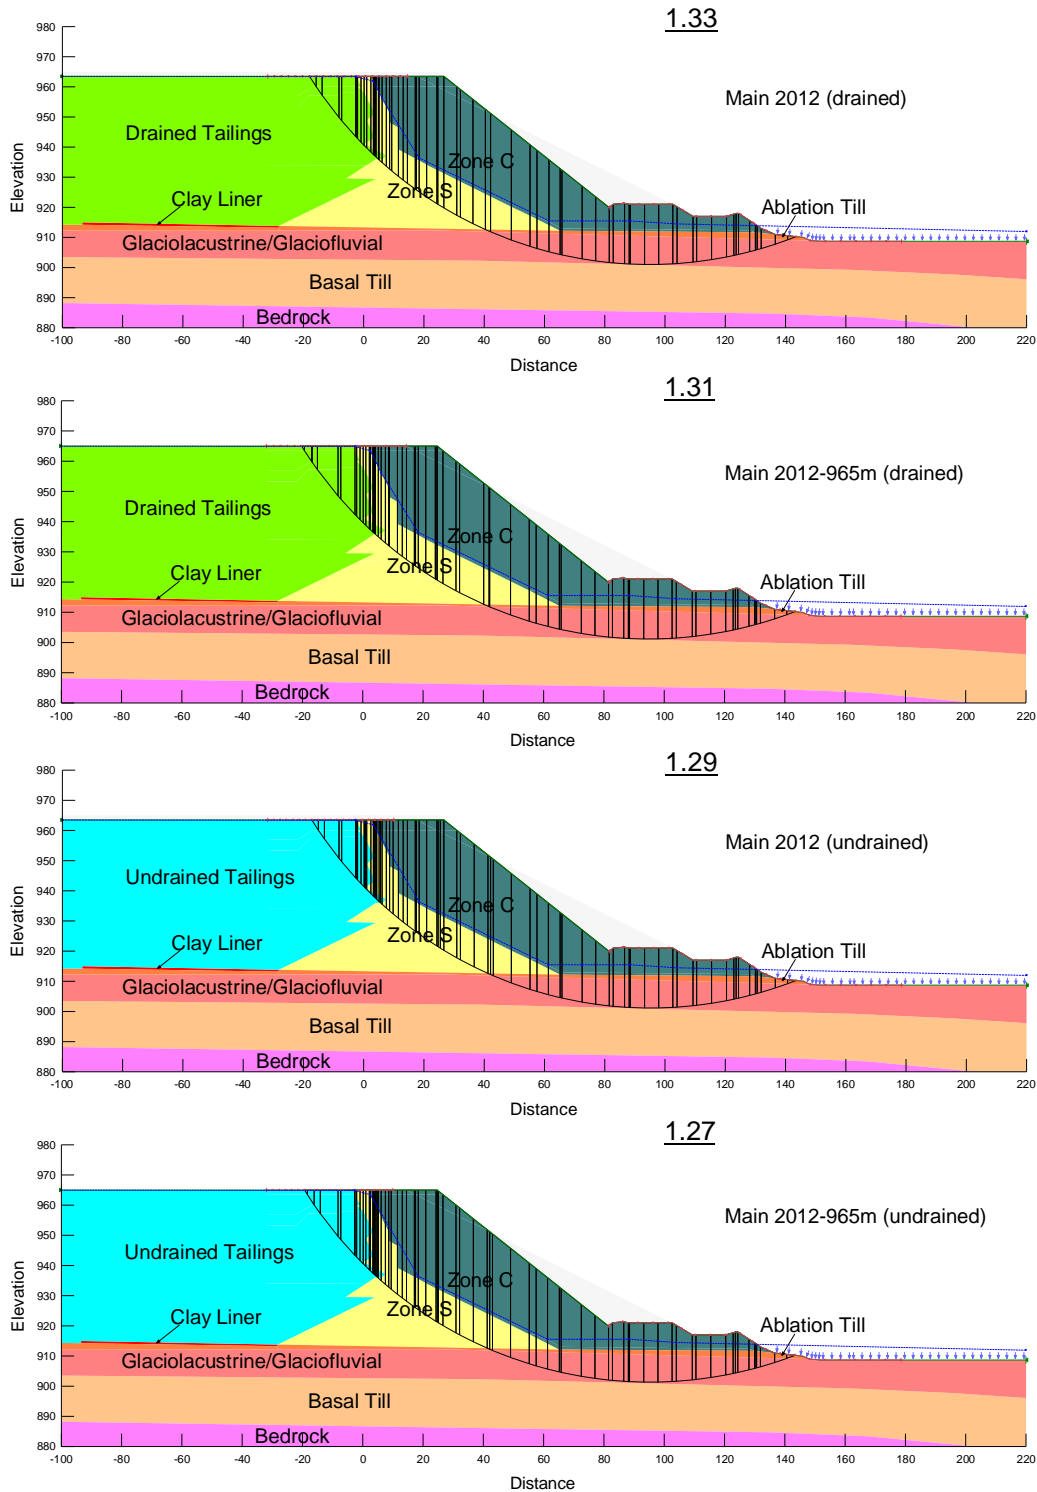 1.33
980
970
960
950
940
930
920
910
900
890
880
Elevation
Main 2012 (drained)
Drained Tailings
Zone C
Zone S
Clay Liner
Ablation Till
Glaciolacustrine/Glaciofluvial
Basal Till
Bedrock
-100 -80 -60 -40 -20 0 20 40 60 80 100 120 140 160 180 200 220
Distance
1.31
980
970
960
950
940
930
920
910
900
890
880
Elevation
Main 2012-965m (drained)
Drained Tailings
Zone C
Zone S
Clay Liner
Ablation Till
Glaciolacustrine/Glaciofluvial
Basal Till
Bedrock
-100 -80 -60 -40 -20 0 20 40 60 80 100 120 140 160 180 200 220
Distance
1.29
980
970
960
950
940
930
920
910
900
890
880
Elevation
Main 2012 (undrained)
Undrained Tailings
Zone C
Zone S
Clay Liner
Ablation Till
Glaciolacustrine/Glaciofluvial
Basal Till
Bedrock
-100 -80 -60 -40 -20 0 20 40 60 80 100 120 140 160 180 200 220
Distance
1.27
980
970
960
950
940
930
920
910
900
890
880
Elevation
Main 2012-965m (undrained)
Undrained Tailings
Zone C
Zone S
Clay Liner
Ablation Till
Glaciolacustrine/Glaciofluvial
Basal Till
Bedrock
-100 -80 -60 -40 -20 0 20 40 60 80 100 120 140 160 180 200 220
Distance